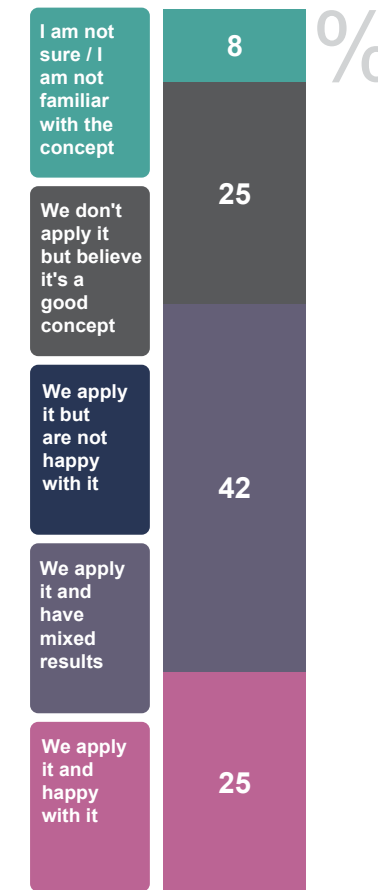 I am not
sure / I
am not
familiar
with the
concept
8
%
We don't
apply it
but believe
it's a
good
concept
25
We apply
it but
are not
happy
with it
42
We apply
it and
have
mixed
results
We apply
it and
happy
with it
25